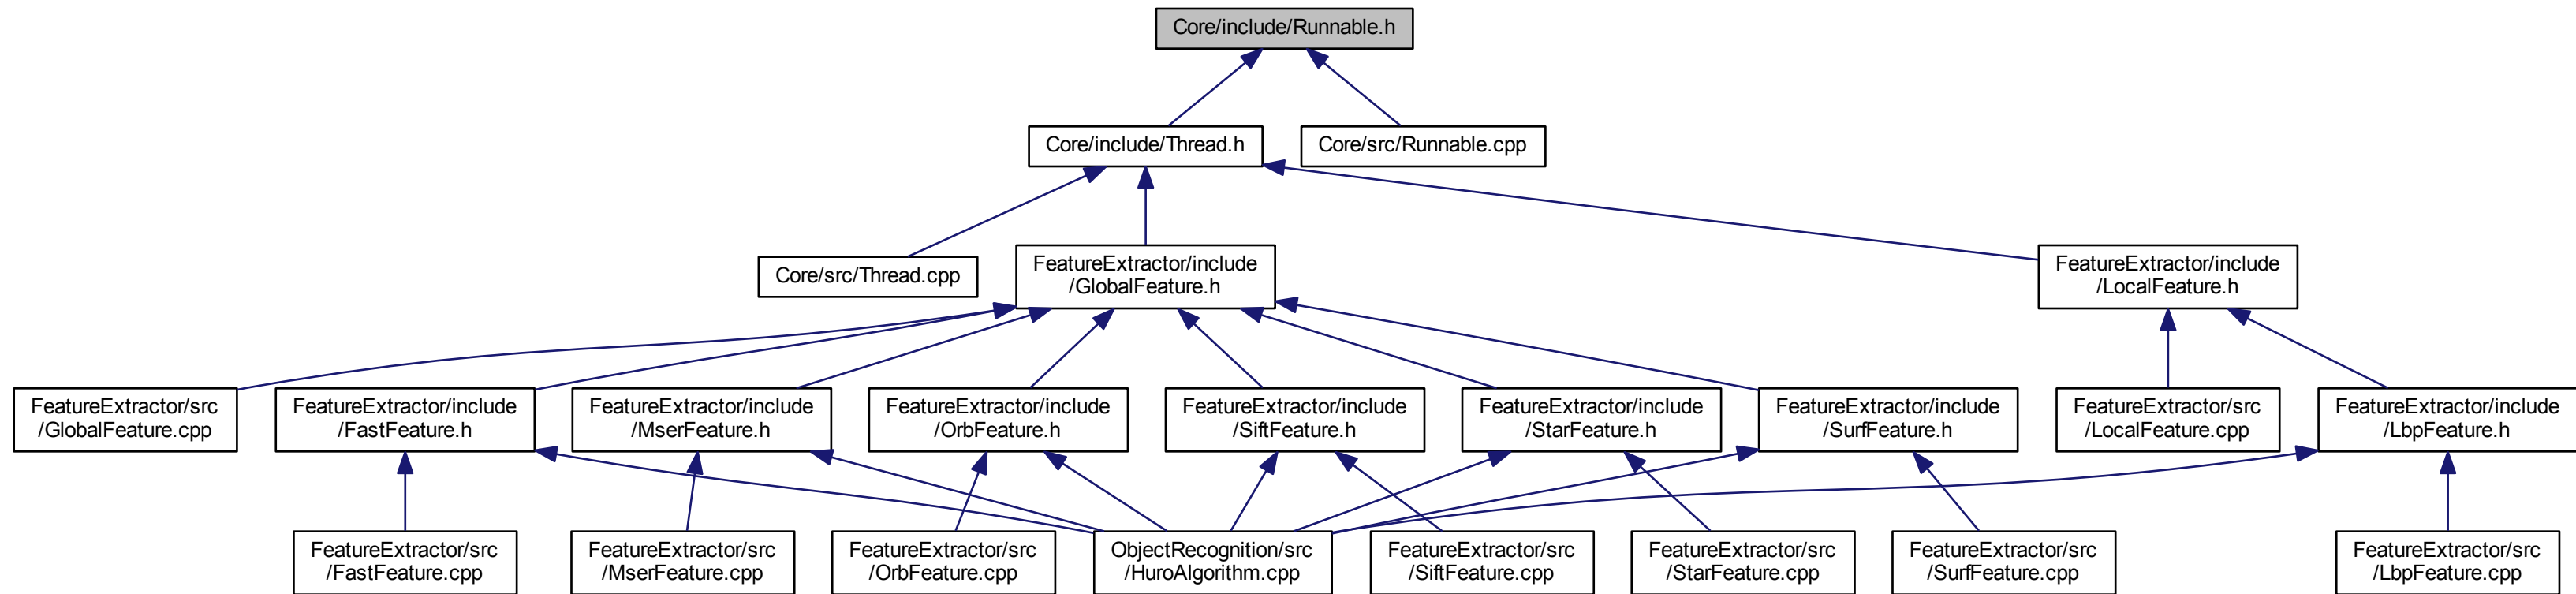 Core/include/Runnable.h
Core/include/Thread.h
Core/src/Runnable.cpp
Core/src/Thread.cpp
FeatureExtractor/include
/GlobalFeature.h
FeatureExtractor/include
/LocalFeature.h
FeatureExtractor/src
/GlobalFeature.cpp
FeatureExtractor/include
/FastFeature.h
FeatureExtractor/include
/MserFeature.h
FeatureExtractor/include
/OrbFeature.h
FeatureExtractor/include
/SiftFeature.h
FeatureExtractor/include
/StarFeature.h
FeatureExtractor/include
/SurfFeature.h
FeatureExtractor/src
/LocalFeature.cpp
FeatureExtractor/include
/LbpFeature.h
FeatureExtractor/src
/FastFeature.cpp
FeatureExtractor/src
/MserFeature.cpp
FeatureExtractor/src
/OrbFeature.cpp
ObjectRecognition/src
/HuroAlgorithm.cpp
FeatureExtractor/src
/SiftFeature.cpp
FeatureExtractor/src
/StarFeature.cpp
FeatureExtractor/src
/SurfFeature.cpp
FeatureExtractor/src
/LbpFeature.cpp